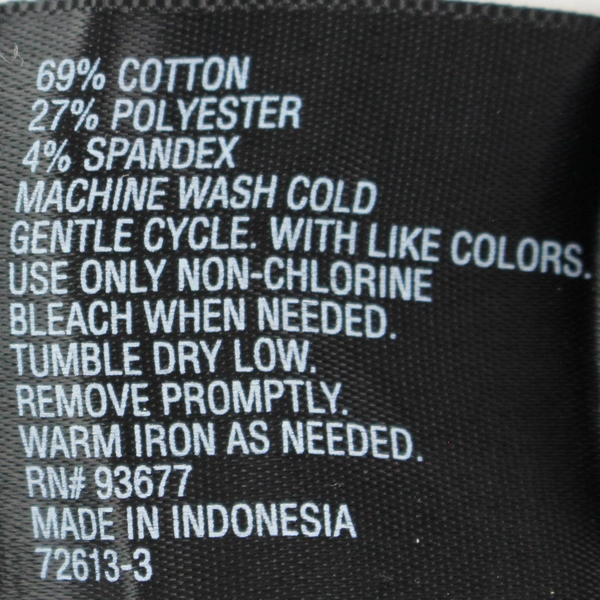 69% COTTON
27% POLYESTER
4% SPANDEX
MACHINE WASH COLD
GENTLE CYCLE. WITH LIKE COLORS.
USE ONLY NON-CHLORINE
BLEACH WHEN NEEDED.
TUMBLE DRY LOW.
REMOVE PROMPTLY.
WARM IRON AS NEEDED.
RN# 93677
MADE IN INDONESIA
72613-3